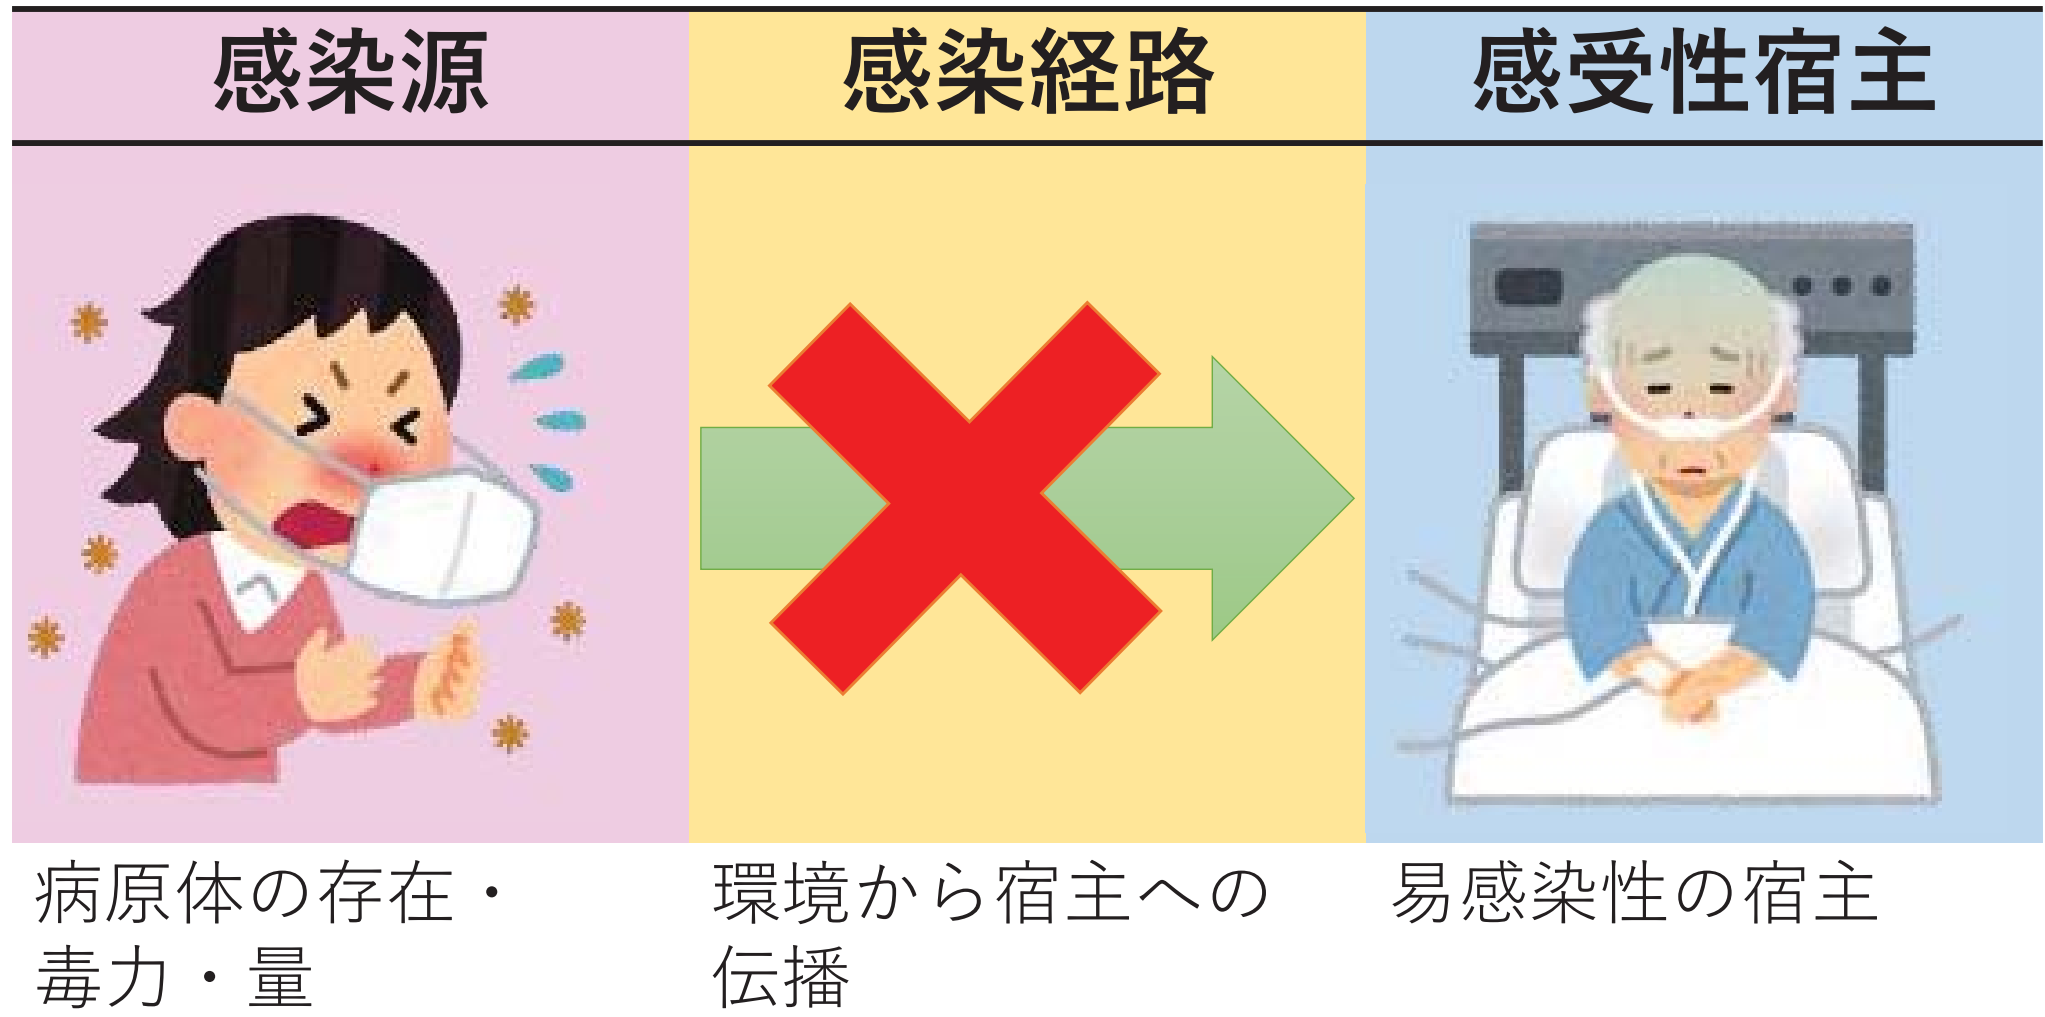 感染源
感染経路
感受性宿主
病原体の存在・
毒力・量
環境から宿主への
伝播
易感染性の宿主